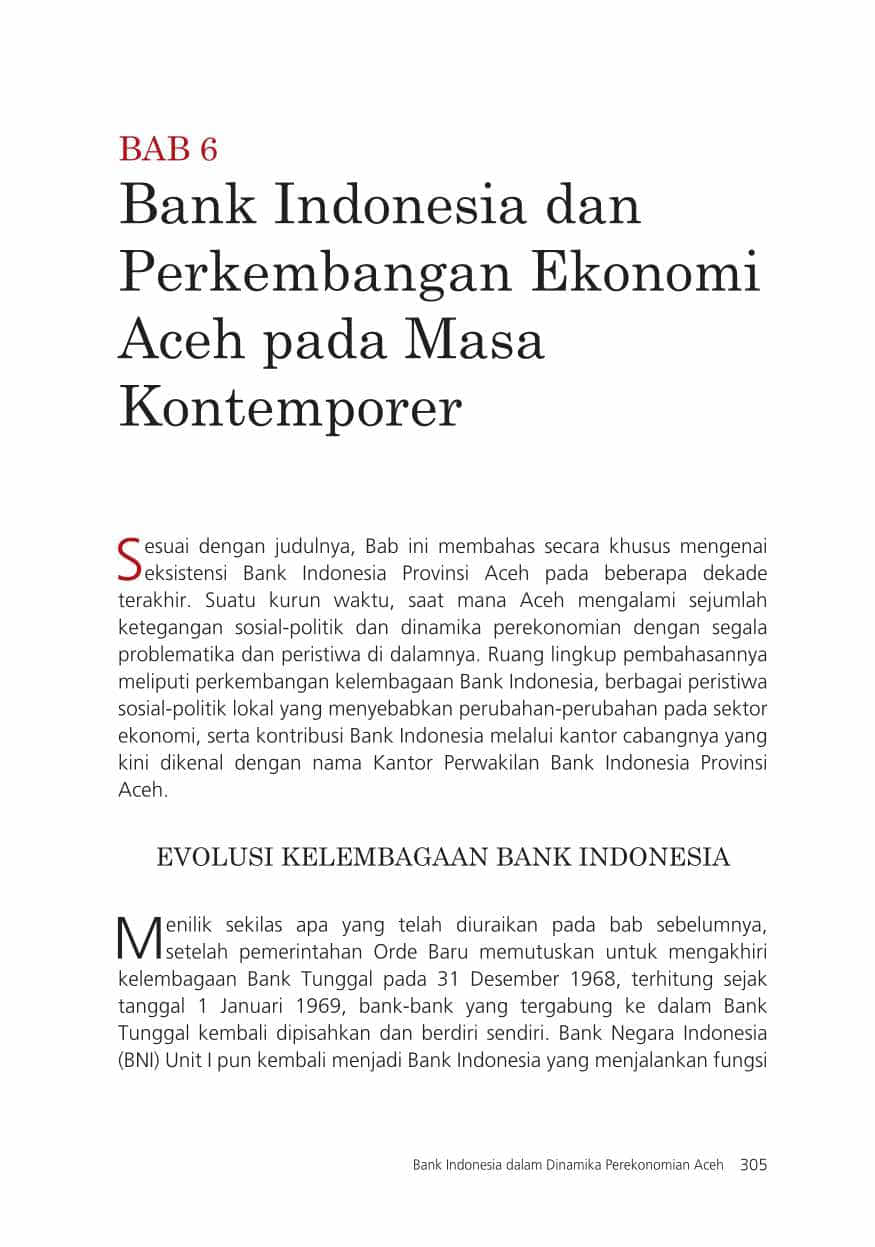 BAB 6
Bank Indonesia dan
Perkembangan Ekonomi
Aceh pada Masa
Kontemporer
Sesuai dengan judulnya, Bab ini membahas secara khusus mengenai
eksistensi Bank Indonesia Provinsi Aceh pada beberapa dekade
terakhir. Suatu kurun waktu, saat mana Aceh mengalami sejumlah
ketegangan sosial-politik dan dinamika perekonomian dengan segala
problematika dan peristiwa di dalamnya. Ruang lingkup pembahasannya
meliputi perkembangan kelembagaan Bank Indonesia, berbagai peristiwa
sosial-politik lokal yang menyebabkan perubahan-perubahan pada sektor
ekonomi, serta kontribusi Bank Indonesia melalui kantor cabangnya yang
kini dikenal dengan nama Kantor Perwakilan Bank Indonesia Provinsi
Aceh.
EVOLUSI KELEMBAGAAN BANK INDONESIA
Menilik sekilas apa yang telah diuraikan pada bab sebelumnya,
setelah pemerintahan Orde Baru memutuskan untuk mengakhiri
kelembagaan Bank Tunggal pada 31 Desember 1968, terhitung sejak
tanggal 1 Januari 1969, bank-bank yang tergabung ke dalam Bank
Tunggal kembali dipisahkan dan berdiri sendiri. Bank Negara Indonesia
(BNI) Unit I pun kembali menjadi Bank Indonesia yang menjalankan fungsi
Bank Indonesia dalam Dinamika Perekonomian Aceh 305